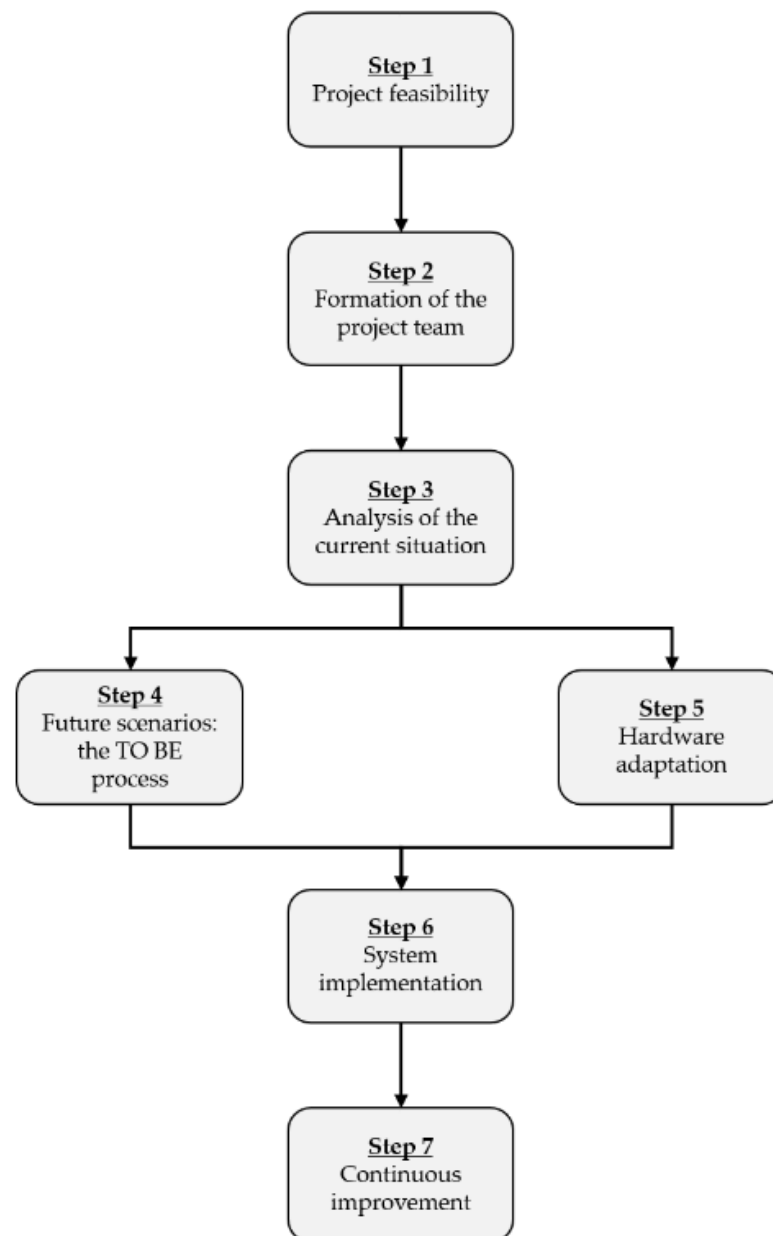 Step 1
Project feasibility
Step 2
Formation of the
project team
Step 3
Analysis of the
current situation
Step 4
Future scenarios:
the TO BE
process
Step 5
Hardware
adaptation
Step 6
System
implementation
Step 7
Continuous
improvement